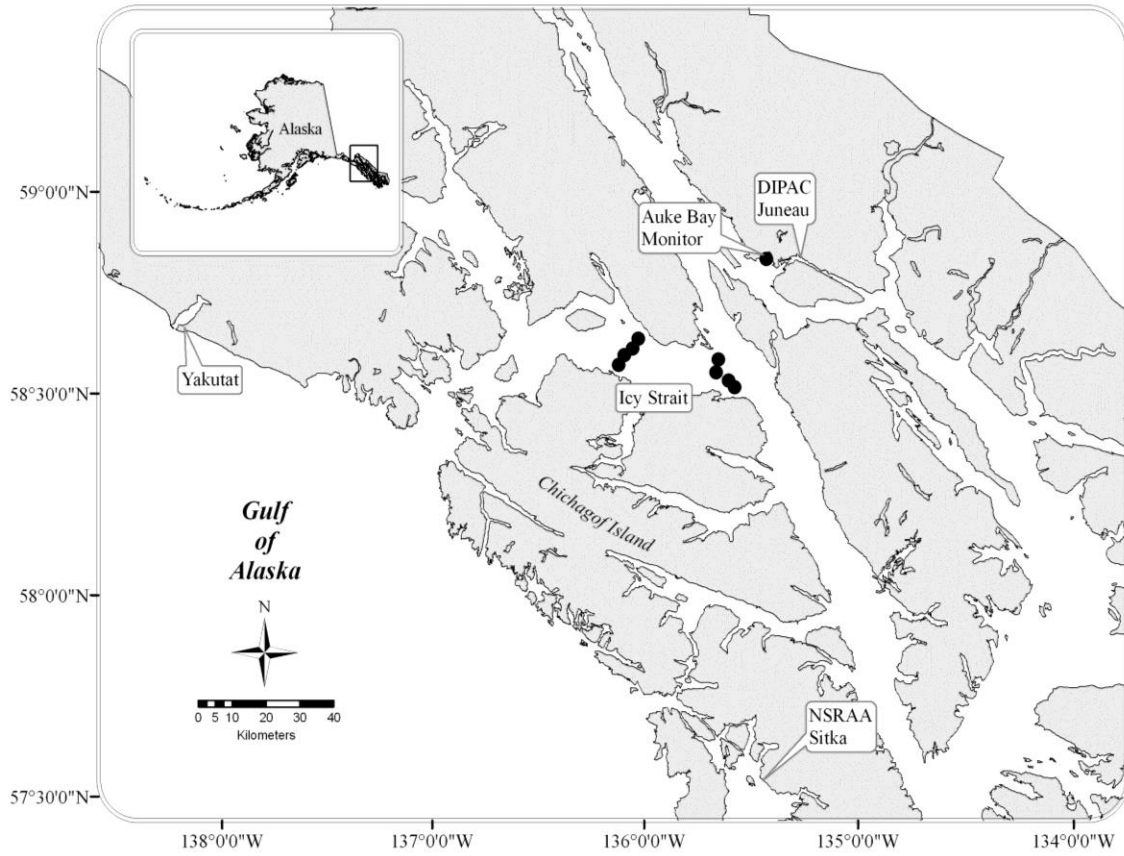 Alaska
59°0'0"N
58°30'0"N
58°0'0"N
57°30'0"N
DIPAC
Juneau
Auke Bay
Monitor
Yakutat
Icy Strait
Chichagof Island
Gulf
of
Alaska
N
0 5 10 20 30 40
Kilometers
NSRAA
Sitka
138°0'0"W
137°0'0"W
136°0'0"W
135°0'0"W
134°0'0"W